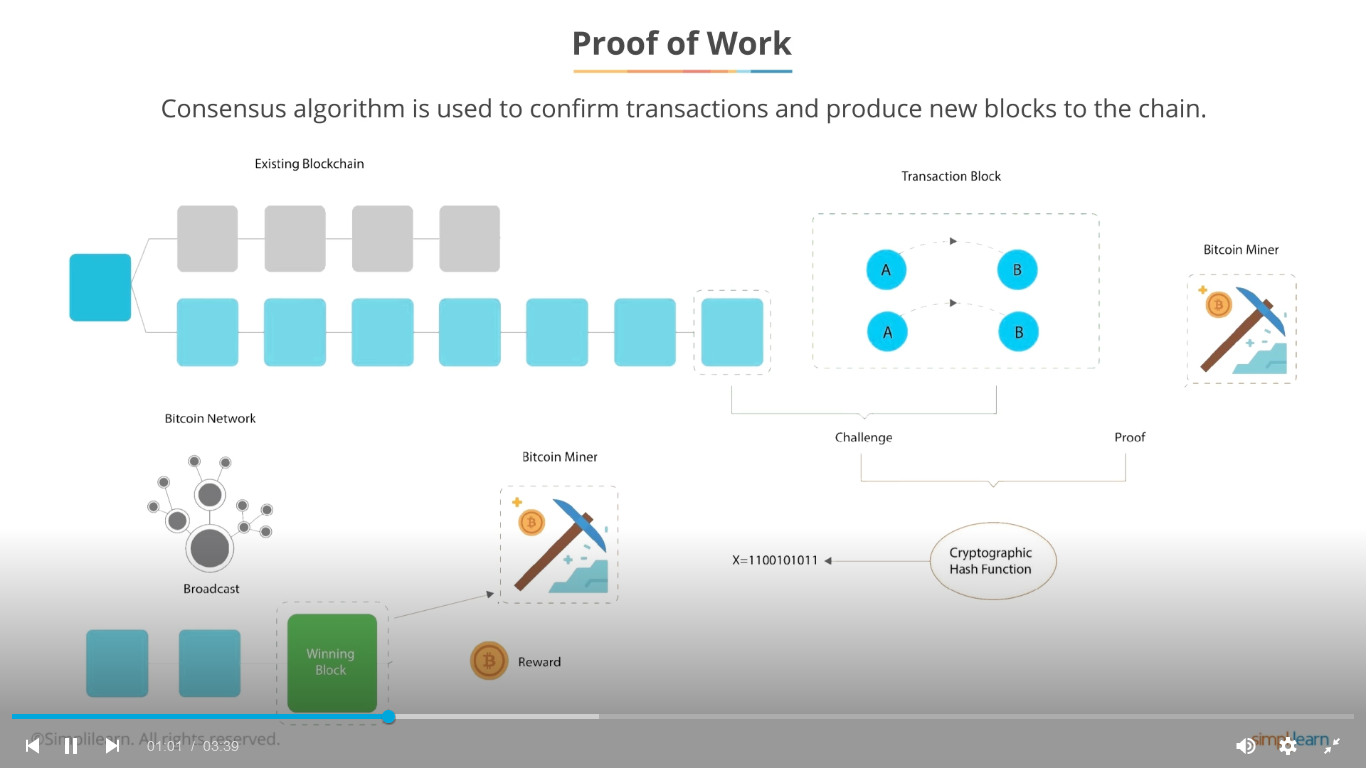 Proof of Work
Consensus algorithm is used to confirm transactions and produce new blocks to the chain.
Existing Blockchain
Transaction Block
Bitcoin Miner
A
B
A
B
Bitcoin Network
Challenge
Proof
Bitcoin Miner
X=1100101011
Cryptographic
Hash Function
Broadcast
Winning
Block
Reward
©Simplilearn. All rights reserved.
01:01 / 03:39
simplilearn